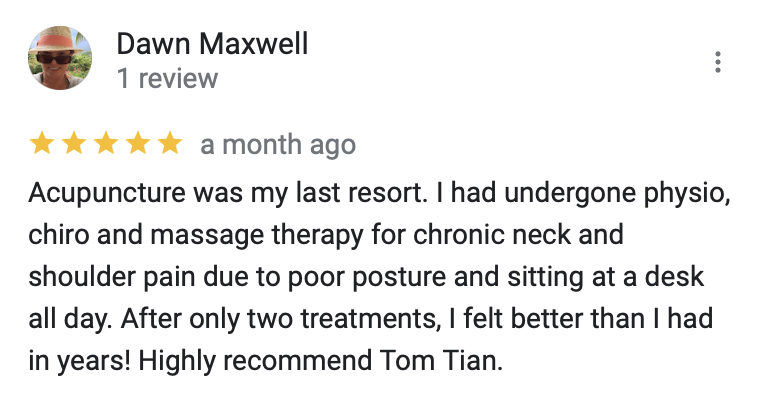 Dawn Maxwell
1 review
a month ago
Acupuncture was my last resort. I had undergone physio,
chiro and massage therapy for chronic neck and
shoulder pain due to poor posture and sitting at a desk
all day. After only two treatments, I felt better than I had
in years! Highly recommend Tom Tian.